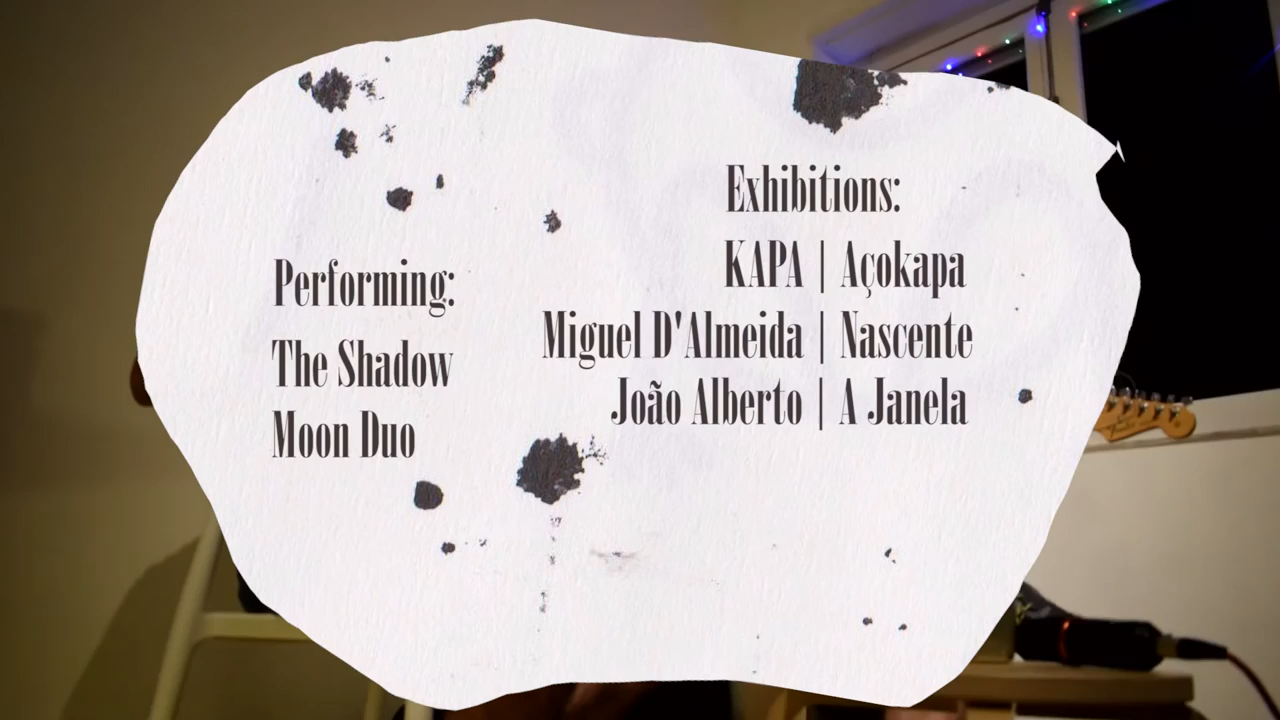 Performing:
The Shadow
Moon Duo
Exhibitions:
KAPA | Açokapa
Miguel D'Almeida | Nascente
João Alberto | A Janela